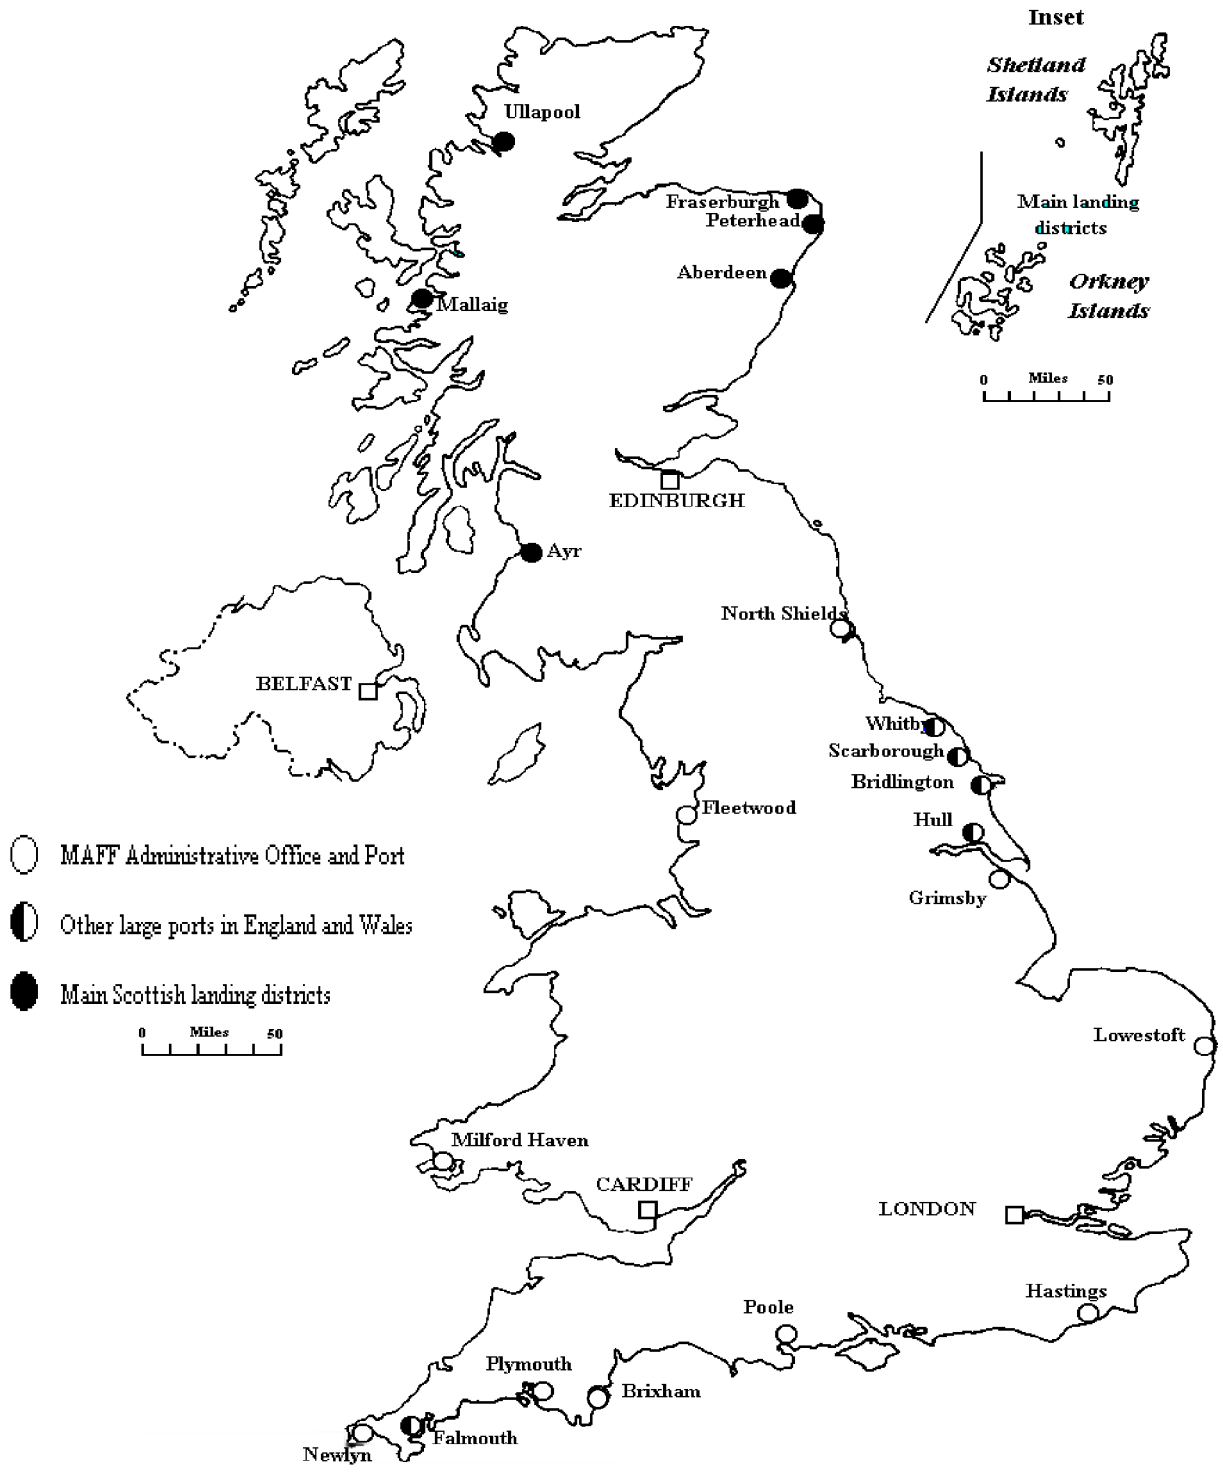 Inset
Shetland
Islands
Ullapool
Main landing
districts
Fraserburgh
Peterhead
Aberdeen
Orkney
Islands
Mallaig
0 Miles 50
EDINBURGH
Ayr
North Shields
BELFAST
Whitby
Scarborough
Bridlington
Fleetwood
Hull
MAFF Administrative Office and Port
Grimsby
Other large ports in England and Wales
Main Scottish landing districts
0 Miles 50
Lowestoft
Milford Haven
CARDIFF
LONDON
Hastings
Poole
Plymouth
Brixham
Falmouth
Newlyn